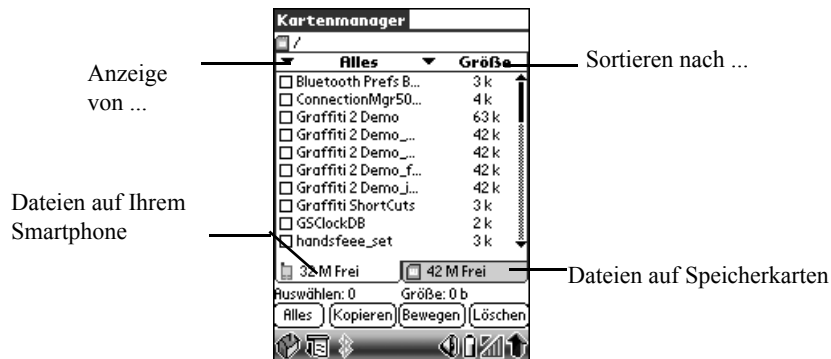 Kartenmanager
/
Alles Größe
Bluetooth Prefs B... 3 k
ConnectionMgr50... 4 k
Graffiti 2 Demo 63 k
Graffiti 2 Demo_... 42 k
Graffiti 2 Demo_... 42 k
Graffiti 2 Demo_f... 42 k
Graffiti 2 Demo_i... 42 k
Graffiti ShortCuts 3 k
GSClockDB 2 k
handsfeee_set 3 k
32 M Frei 42 M Frei
Auswählen: 0 Größe: 0 b
Alles Kopieren Bewegen Löschen
Anzeige
von ...
Sortieren nach ...
Dateien auf Ihrem
Smartphone
Dateien auf Speicherkarten